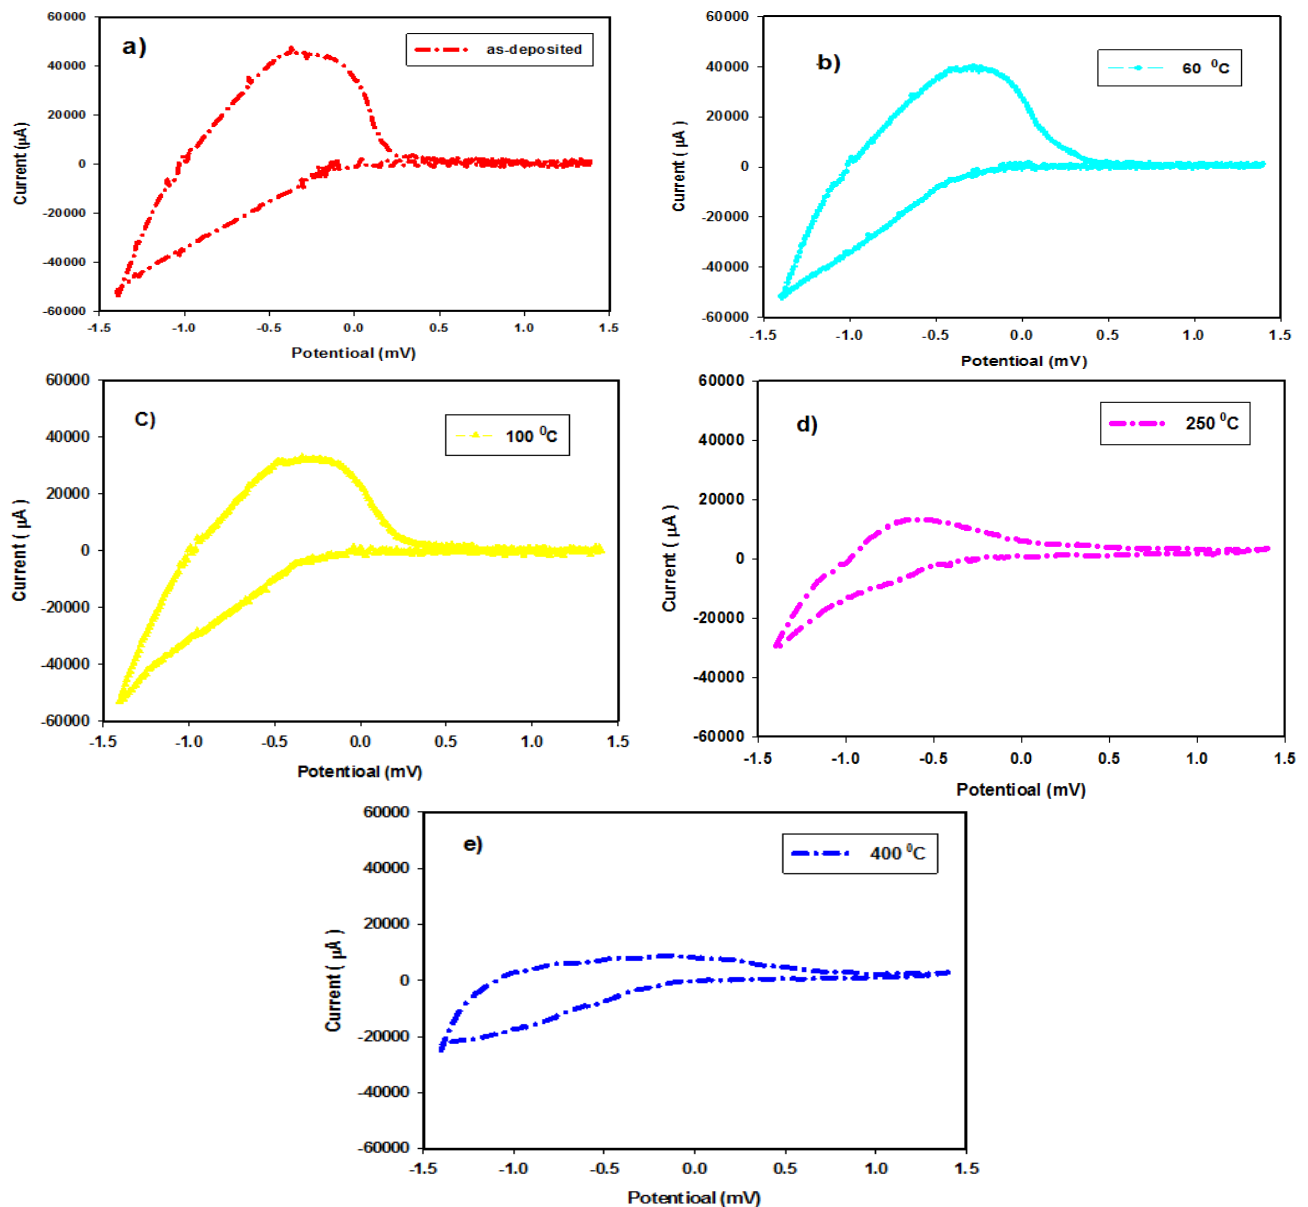 a)
as-deposited
60000
40000
20000
0
-20000
-40000
-60000
Current (µA)
-1.5 -1.0 -0.5 0.0 0.5 1.0 1.5
Potentioal (mV)
b)
60 ⁰C
60000
40000
20000
0
-20000
-40000
-60000
Current ( µA )
-1.5 -1.0 -0.5 0.0 0.5 1.0 1.5
Potentioal (mV)
C)
100 ⁰C
60000
40000
20000
0
-20000
-40000
-60000
Current ( µA )
-1.5 -1.0 -0.5 0.0 0.5 1.0 1.5
Potentioal (mV)
d)
250 ⁰C
60000
40000
20000
0
-20000
-40000
-60000
Current ( µA )
-1.5 -1.0 -0.5 0.0 0.5 1.0 1.5
Potentioal (mV)
e)
400 ⁰C
60000
40000
20000
0
-20000
-40000
-60000
Current ( µA )
-1.5 -1.0 -0.5 0.0 0.5 1.0 1.5
Potentioal (mV)